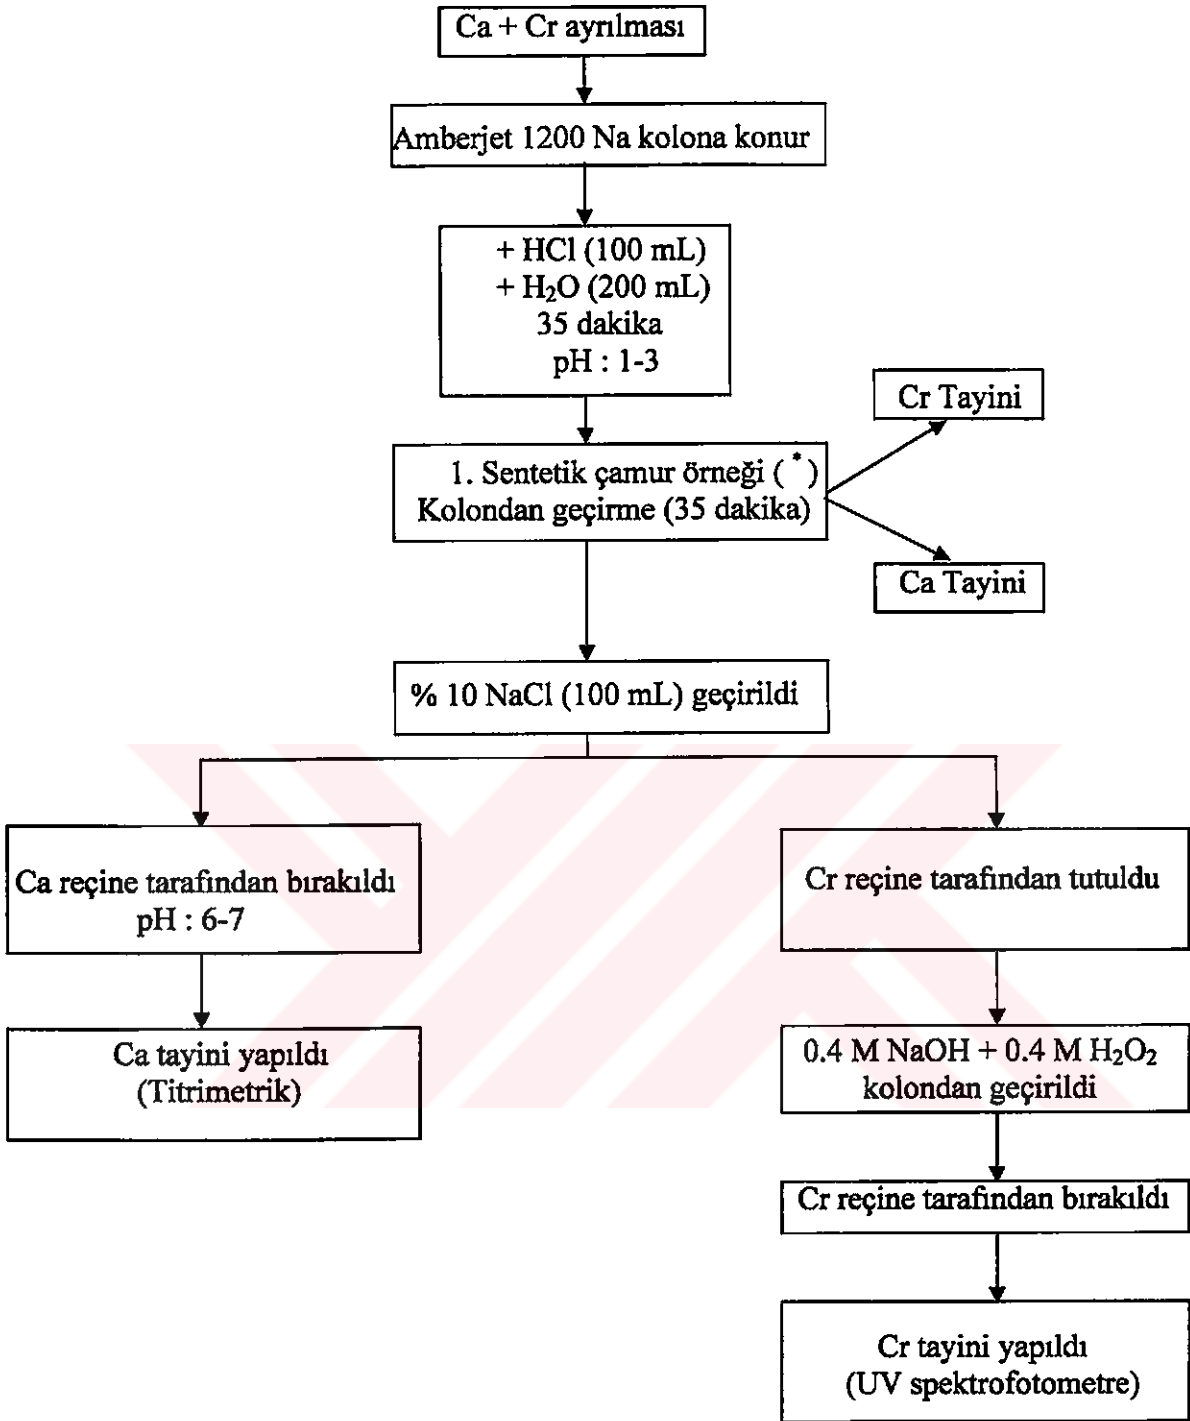 Ca + Cr ayrılması
Amberjet 1200 Na kolona konur
+ HCl (100 mL)
+ H₂O (200 mL)
35 dakika
pH : 1-3
Cr Tayini
1. Sentetik çamur örneği ( * )
Kolondan geçirme (35 dakika)
Ca Tayini
% 10 NaCl (100 mL) geçirildi
Ca reçine tarafından bırakıldı
pH : 6-7
Cr reçine tarafından tutuldu
Ca tayini yapıldı
(Titrimetrik)
0.4 M NaOH + 0.4 M H₂O₂
kolondan geçirildi
Cr reçine tarafından bırakıldı
Cr tayini yapıldı
(UV spektrofotometre)